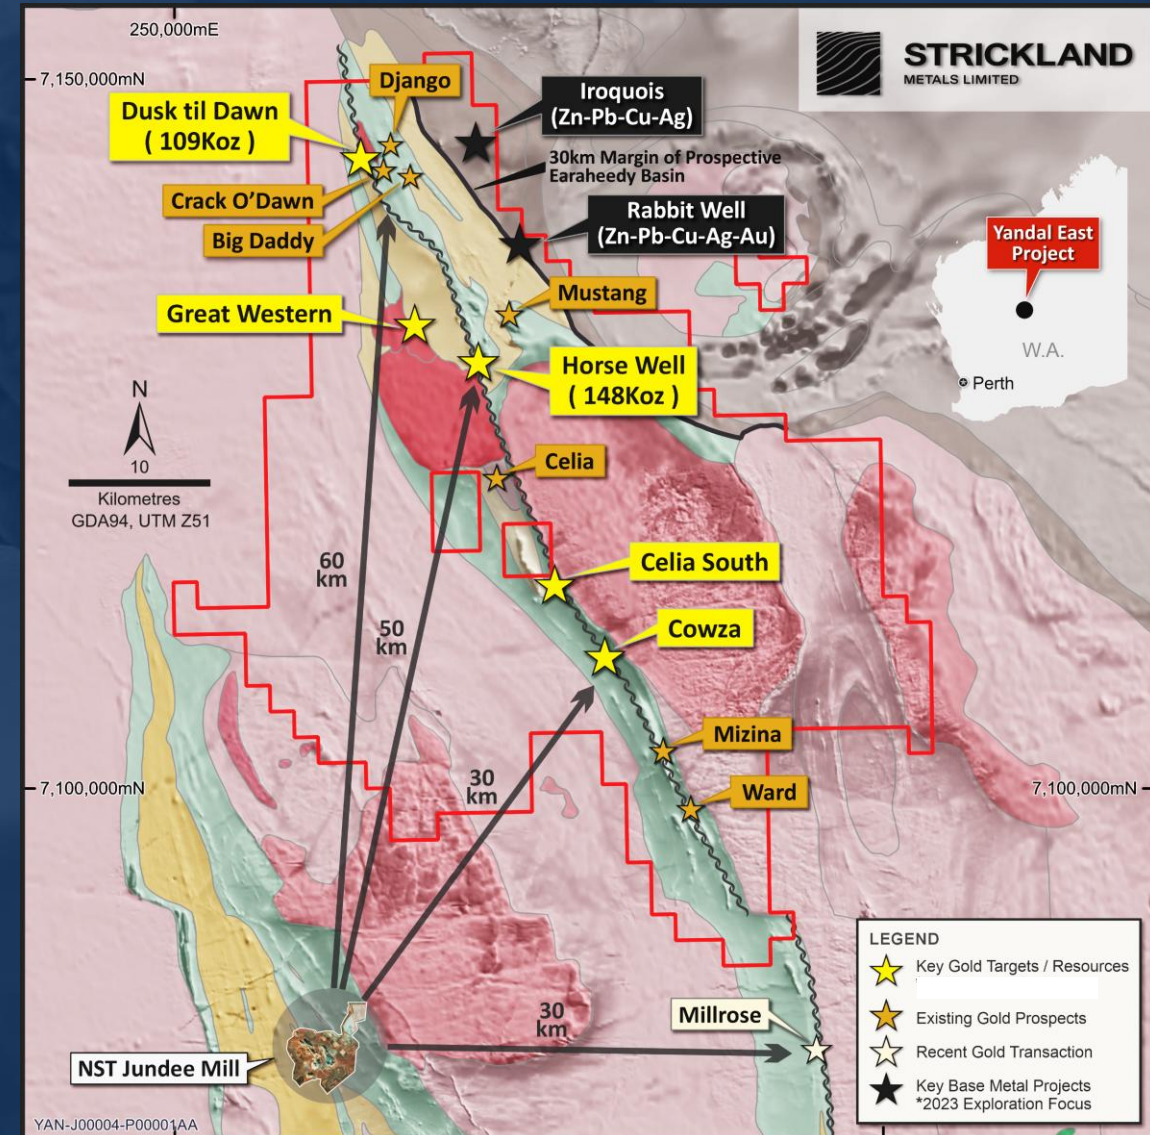 250,000mE
7,150,000mN
STRICKLAND
METALS LIMITED
Django
Iroquois
(Zn-Pb-Cu-Ag)
Dusk til Dawn
( 109Koz )
30km Margin of Prospective
Earaheedy Basin
Crack O'Dawn
Rabbit Well
(Zn-Pb-Cu-Ag-Au)
Big Daddy
Yandal East
Project
Mustang
Great Western
W.A.
Perth
Horse Well
( 148Koz )
N
10
Kilometres
GDA94, UTM Z51
Celia
60
km
Celia South
50
km
Cowza
Mizina
30
km
Ward
7,100,000mN
7,100,000mN
LEGEND
Key Gold Targets / Resources
Existing Gold Prospects
Recent Gold Transaction
Key Base Metal Projects
*2023 Exploration Focus
30
km
Millrose
NST Jundee Mill
YAN-J00004-P00001AA